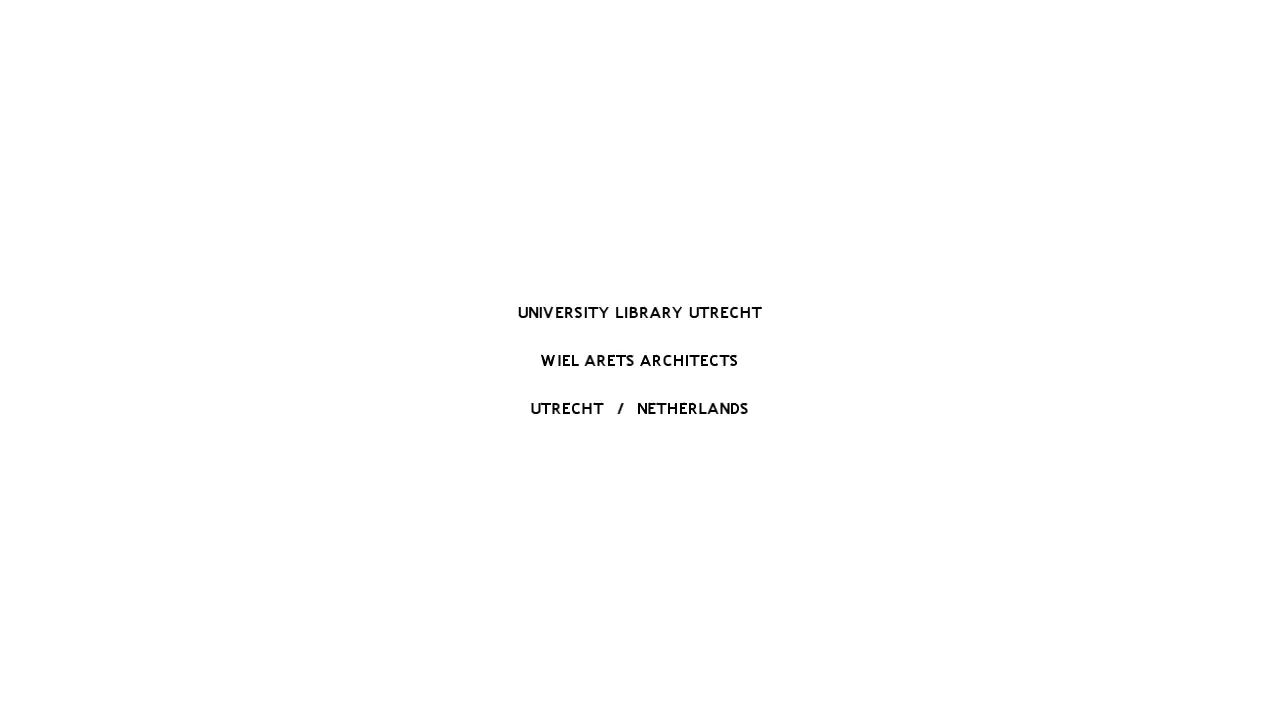 UNIVERSITY LIBRARY UTRECHT
WIEL ARETS ARCHITECTS
UTRECHT / NETHERLANDS